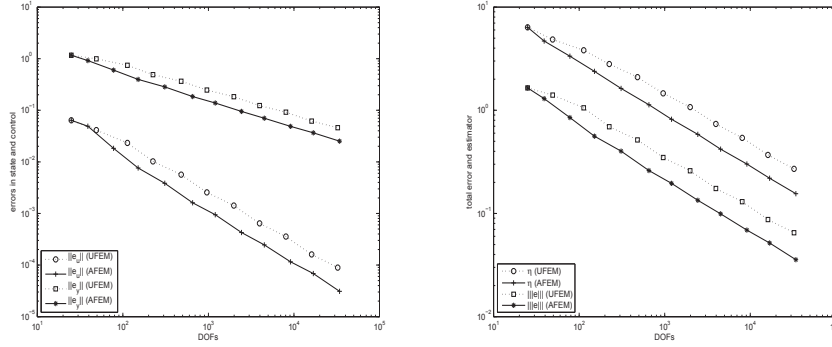 10^1
10^0
10^-1
10^-2
10^-3
10^-4
10^-5
errors in state and control
||e_u|| (UFEM)
||e_u|| (AFEM)
||e_y|| (UFEM)
||e_y|| (AFEM)
10^1 10^2 10^3 10^4 10^5
DOFs
10^1
10^0
10^-1
10^-2
total error and estimator
η (UFEM)
η (AFEM)
|||e||| (UFEM)
|||e||| (AFEM)
10^1 10^2 10^3 10^4
DOFs